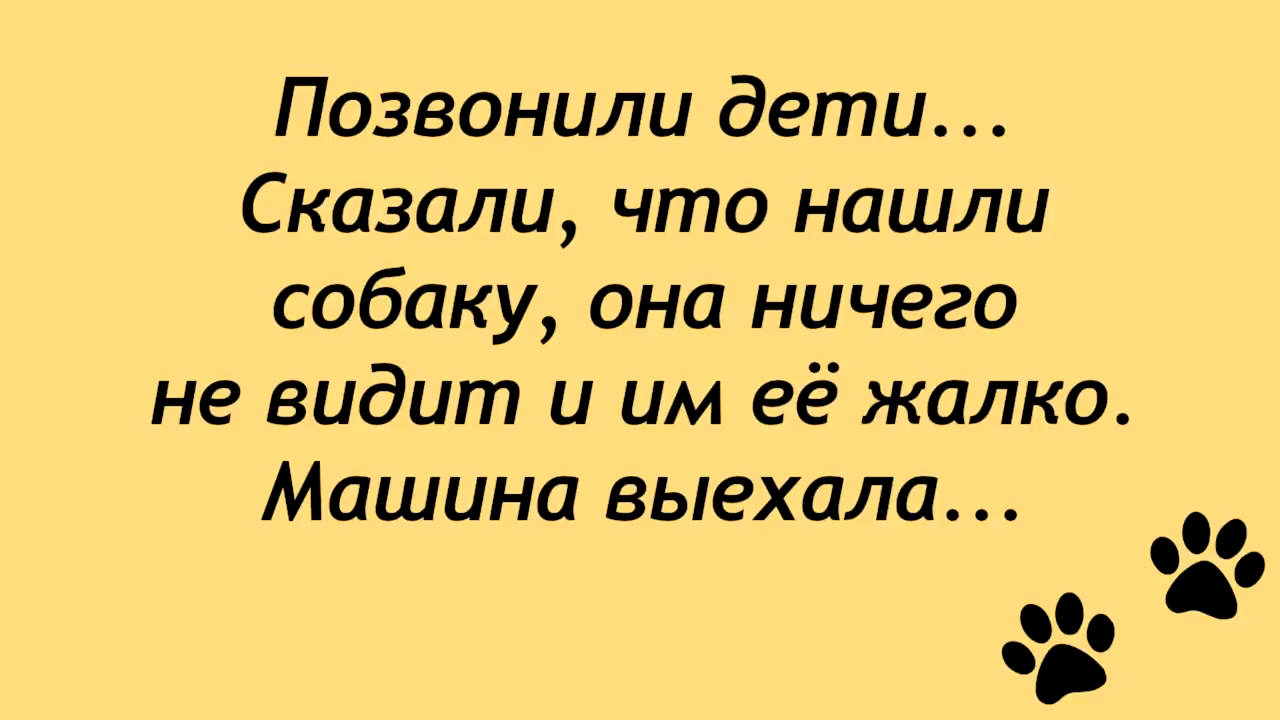 Позвонили дети...
Сказали, что нашли
собаку, она ничего
не видит и им её жалко.
Машина выехала...